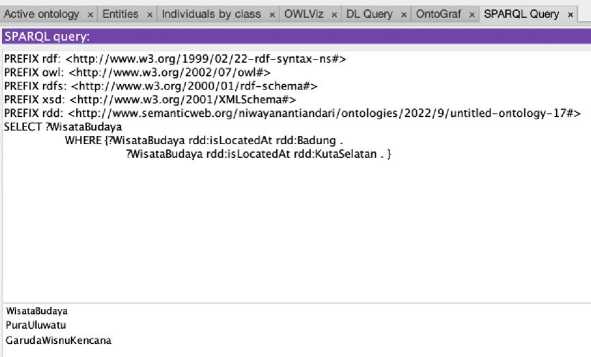 Active ontology × Entities × Individuals by class × OWLViz × DL Query × OntoGraf × SPARQL Query ×
SPARQL query:
PREFIX rdf: <http://www.w3.org/1999/02/22-rdf-syntax-ns#>
PREFIX owl: <http://www.w3.org/2002/07/owl#>
PREFIX rdfs: <http://www.w3.org/2000/01/rdf-schema#>
PREFIX xsd: <http://www.w3.org/2001/XMLSchema#>
PREFIX rdd: <http://www.semanticweb.org/niwayanantiandari/ontologies/2022/9/untitled-ontology-17#>
SELECT ?WisataBudaya
WHERE {?WisataBudaya rdd:isLocatedAt rdd:Badung .
?WisataBudaya rdd:isLocatedAt rdd:KutaSelatan . }
WisataBudaya
PuraUluwatu
GarudaWisnuKencana